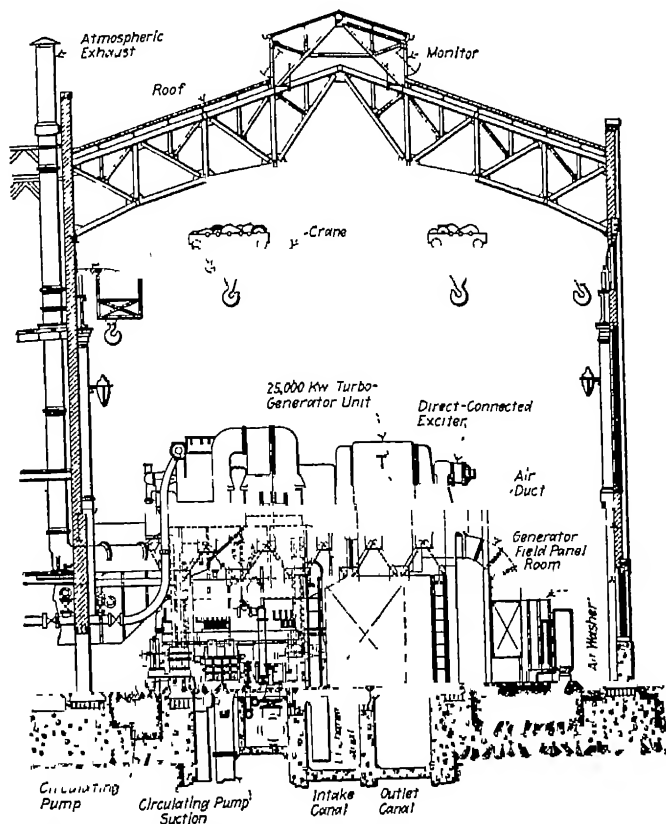 Atmospheric
Exhaust
Monitor
Roof
Crane
25,000 Kw Turbo-
Generator Unit
Direct-Connected
Exciter
Air
Duct
Generator
Field Panel
Room
Air Washer
Circulating
Pump
Circulating Pump
Suction
Intake
Canal
Outlet
Canal